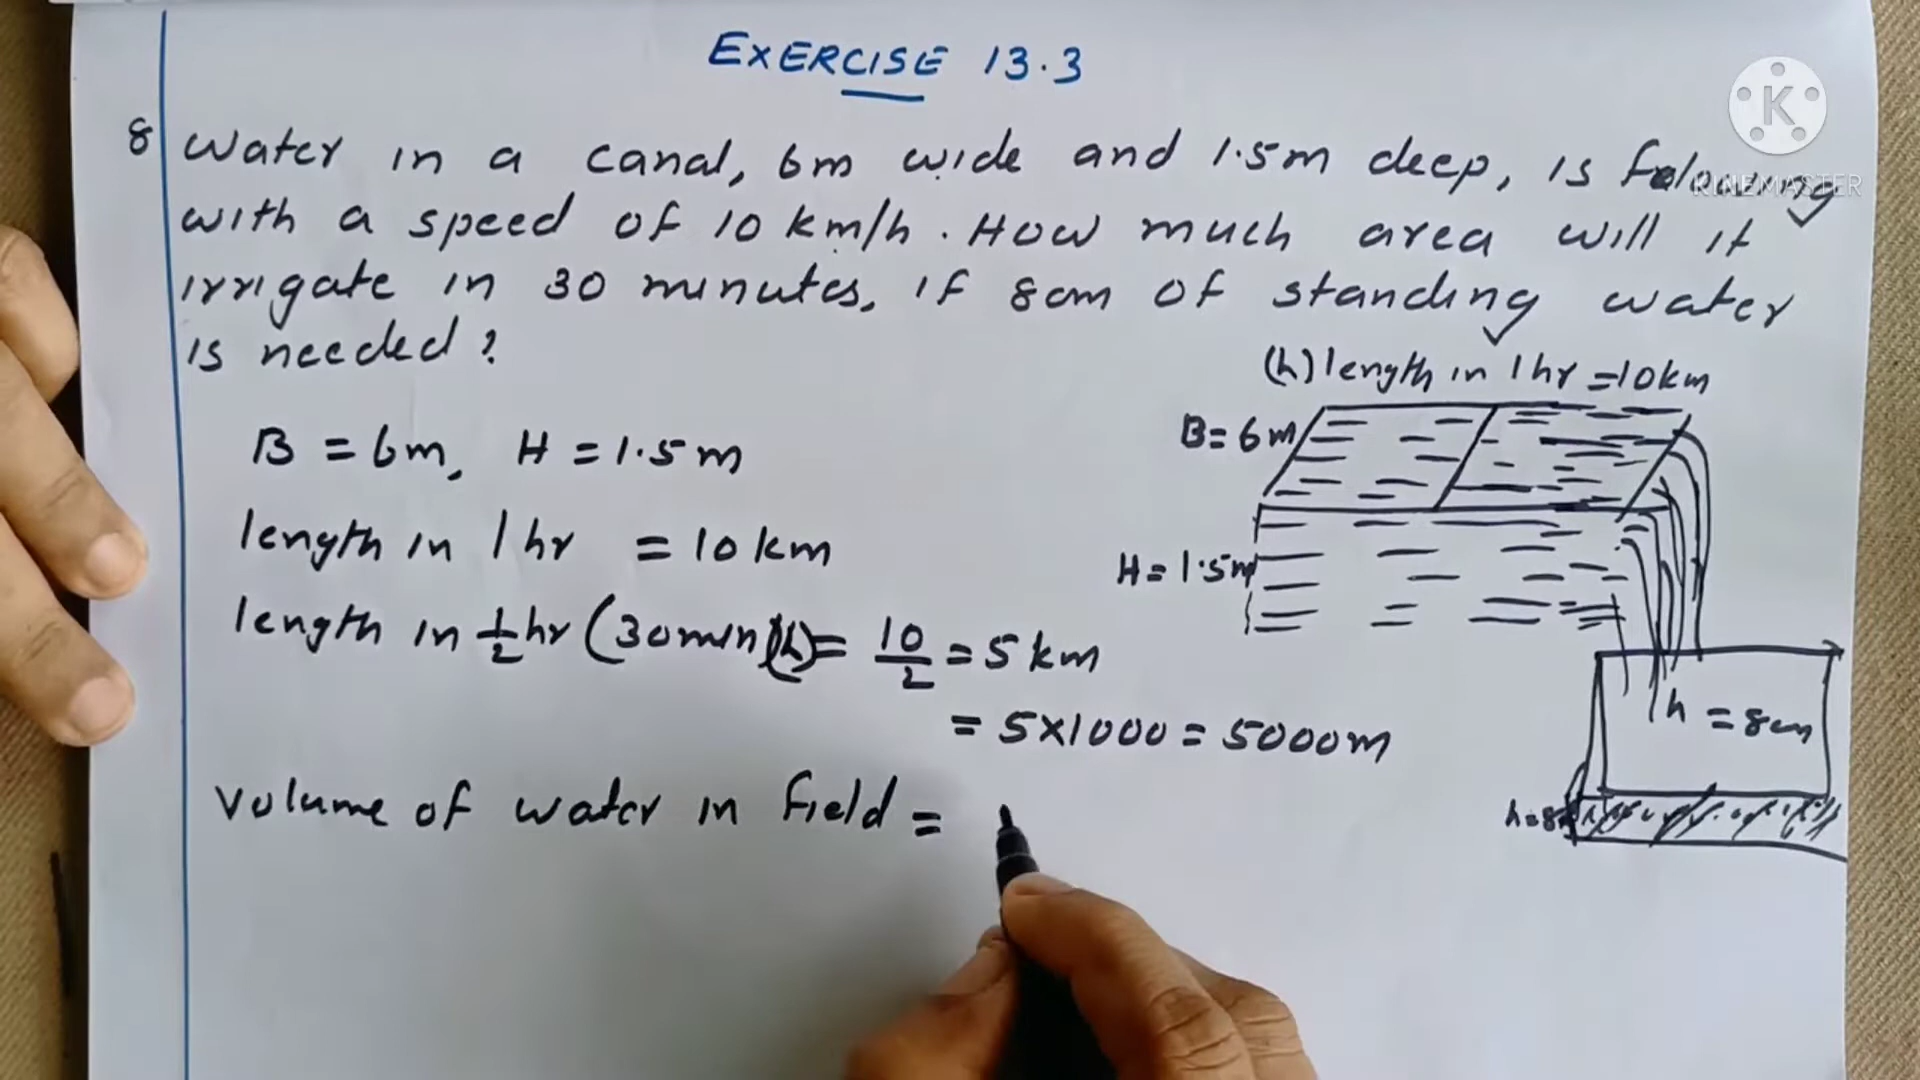 EXERCISE 13.3
8 Water in a canal, 6m wide and 1.5m deep, is
with a speed of 10 km/h. How much area will it
irrigate in 30 minutes, if 8cm of standing water
is needed?
(h) length in 1hr = 10km
B = 6m
B = 6m, H = 1.5m
length in 1hr = 10km
H = 1.5m
length in 1/2 hr (30min)(h) = 10/2 = 5km
h = 8cm
= 5×1000 = 5000m
volume of water in field =
K
KINEMASTER